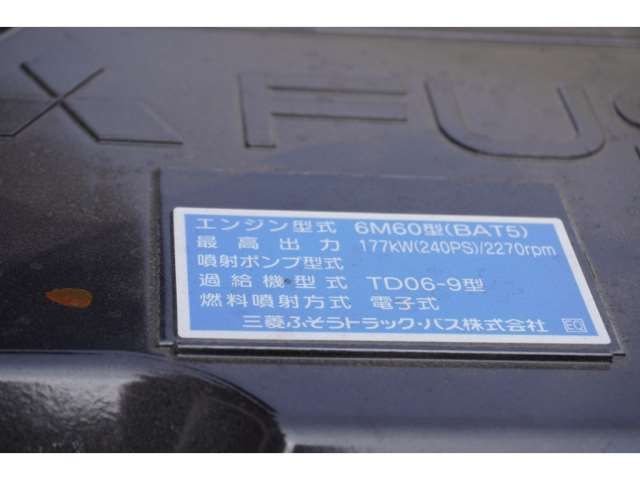 FUS
エンジン型式 6M60型(BAT5)
最高出力 177kW(240PS)/2270rpm
噴射ポンプ型式
過給機型式 TD06-9型
燃料噴射方式 電子式
三菱ふそうトラック・バス株式会社 EG